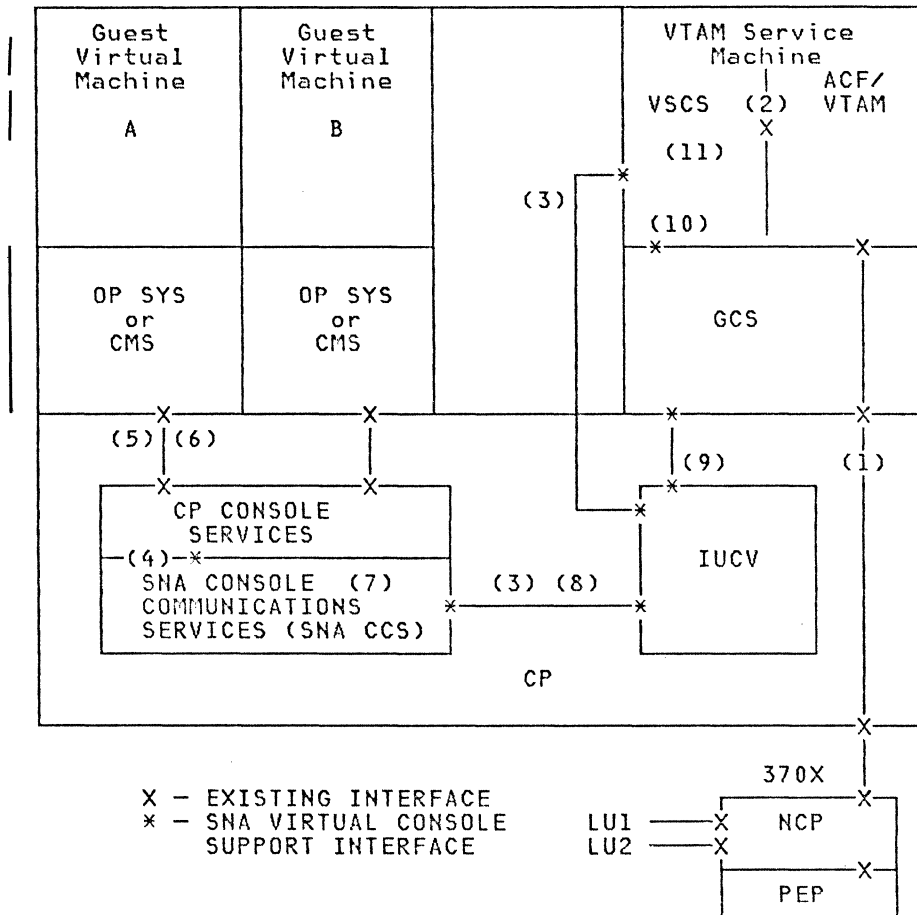 Guest
Virtual
Machine
A
Guest
Virtual
Machine
B
VTAM Service
Machine
ACF/
VTAM
VSCS (2)
X
(11)
(3)
*
(10)
*
X
OP SYS
or
CMS
OP SYS
or
CMS
GCS
X
X
*
X
(5) (6)
(9)
(1)
X
X
*
CP CONSOLE
SERVICES
*
(4) *
IUCV
SNA CONSOLE (7)
COMMUNICATIONS
SERVICES (SNA CCS)
*
(3) (8)
*
CP
X
370X
X
X - EXISTING INTERFACE
* - SNA VIRTUAL CONSOLE
SUPPORT INTERFACE
LU1
X
NCP
LU2
X
X
PEP